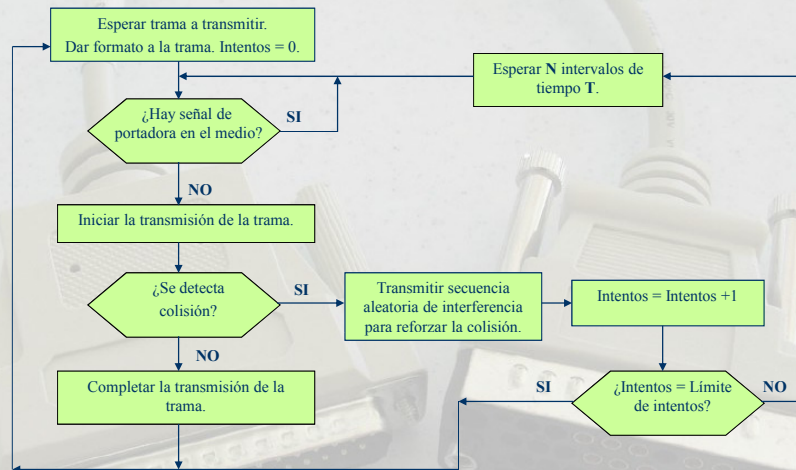 Esperar trama a transmitir.
Dar formato a la trama. Intentos = 0.
Esperar N intervalos de
tiempo T.
¿Hay señal de
portadora en el medio?
SI
NO
Iniciar la transmisión de la trama.
¿Se detecta
colisión?
SI
Transmitir secuencia
aleatoria de interferencia
para reforzar la colisión.
Intentos = Intentos +1
NO
Completar la transmisión de la
trama.
SI
¿Intentos = Límite
de intentos?
NO